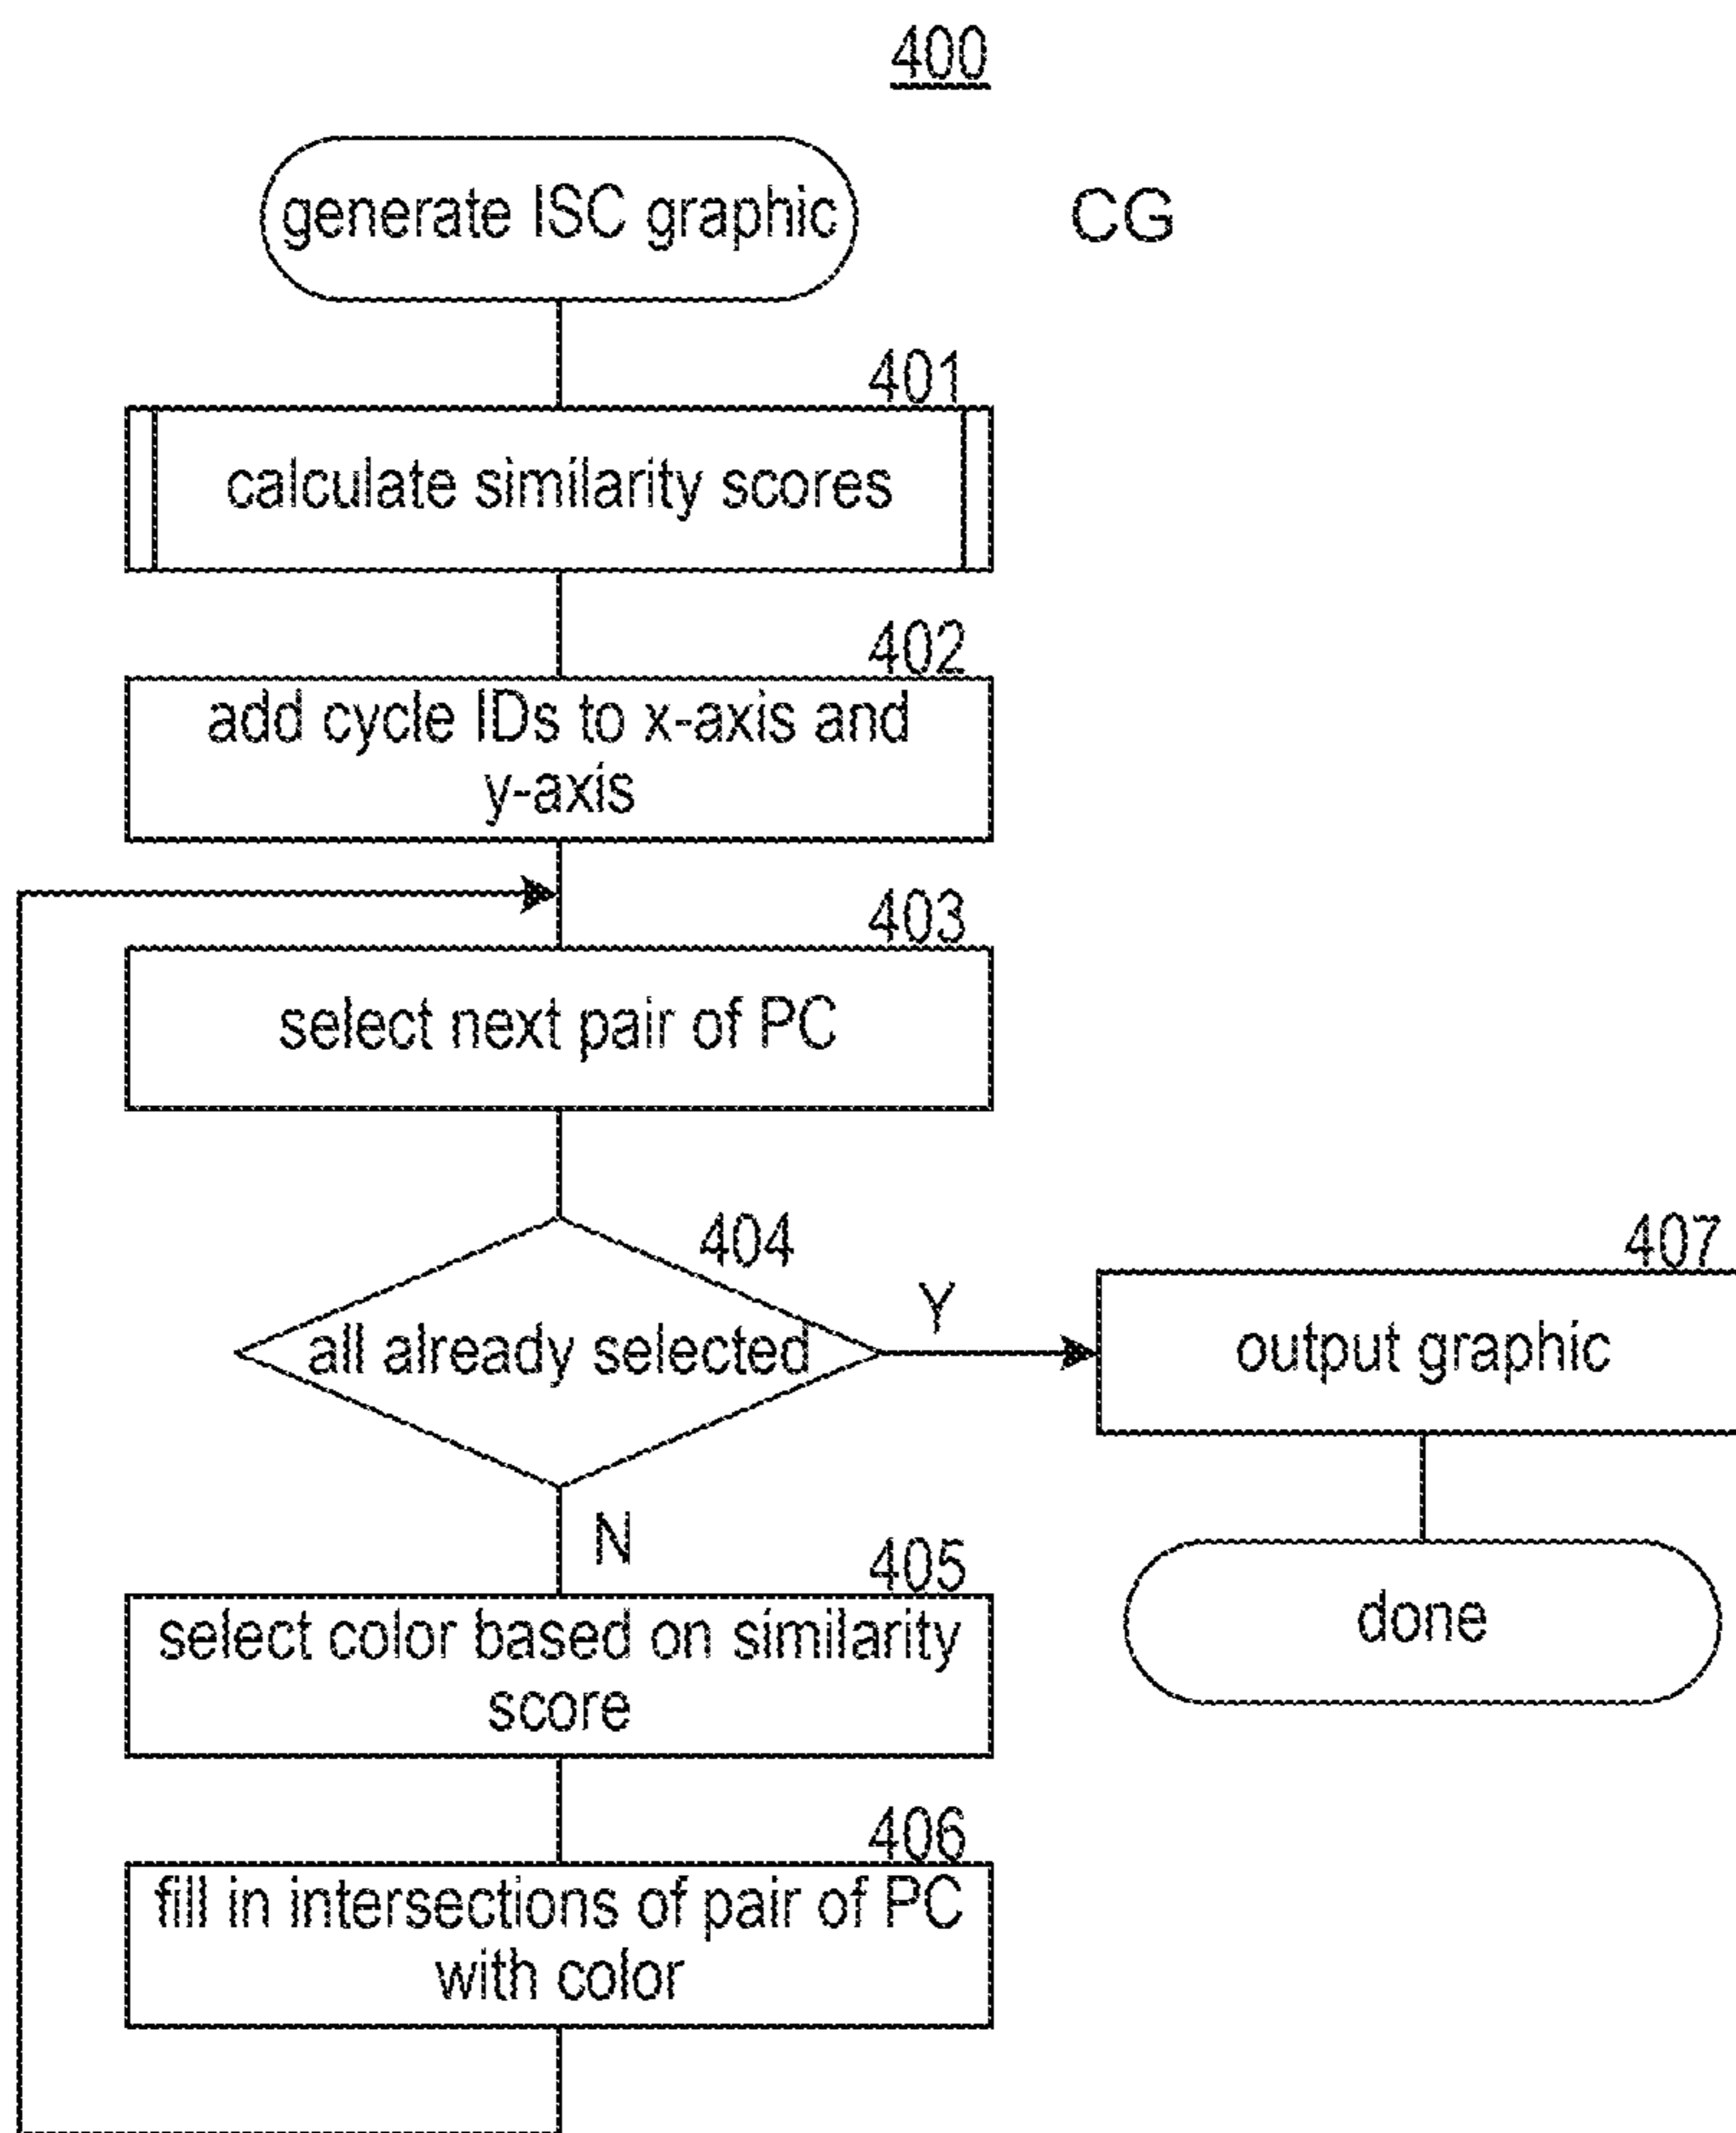 400
generate ISC graphic
CG
401
calculate similarity scores
402
add cycle IDs to x-axis and
y-axis
403
select next pair of PC
404
all already selected
Y
407
output graphic
N
done
405
select color based on similarity
score
406
fill in intersections of pair of PC
with color